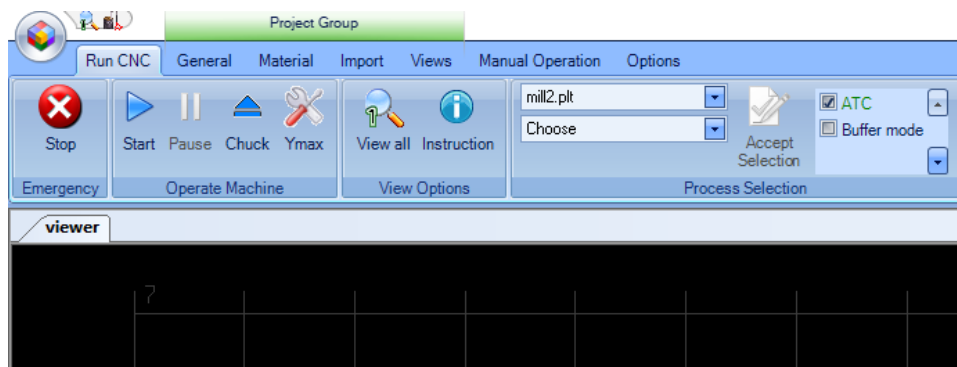 Project Group
Run CNC General Material Import Views Manual Operation Options
mill2.plt
Choose
ATC
Buffer mode
Stop Start Pause Chuck Ymax View all Instruction Accept Selection
Emergency Operate Machine View Options Process Selection
viewer
7